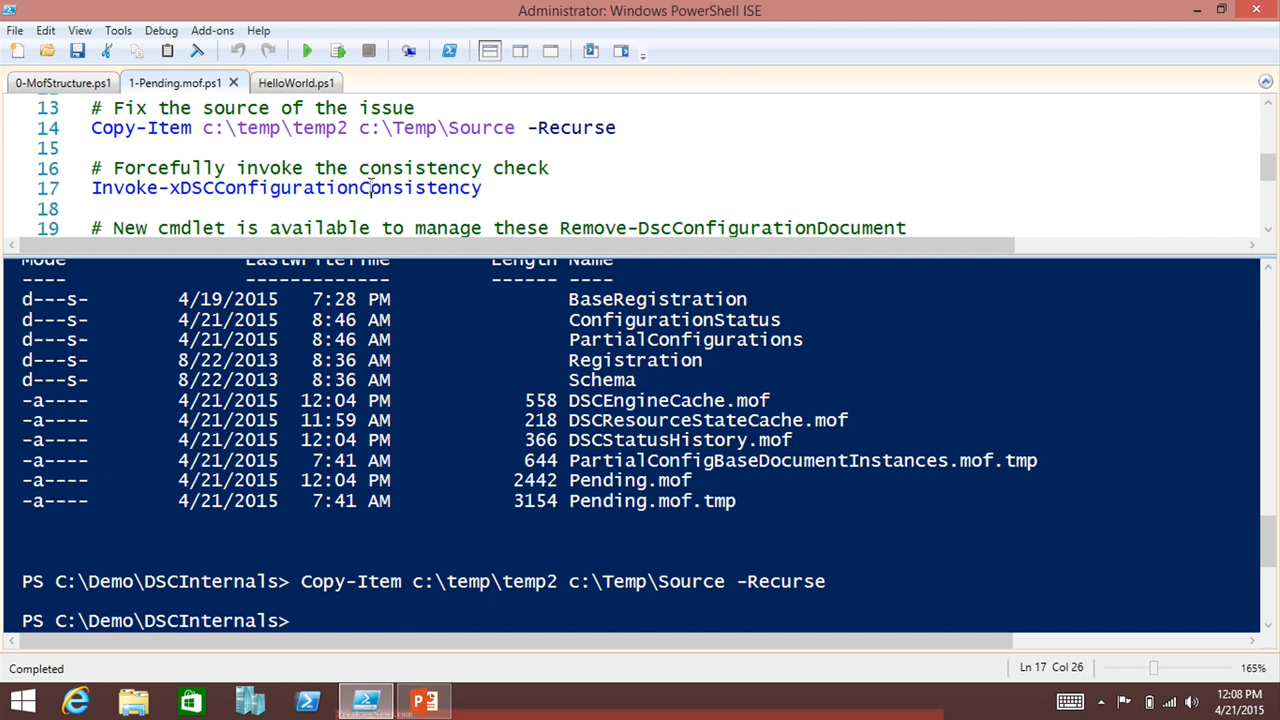 Administrator: Windows PowerShell ISE
File Edit View Tools Debug Add-ons Help
0-MofStructure.ps1 1-Pending.mof.ps1 HelloWorld.ps1
13 # Fix the source of the issue
14 Copy-Item c:\temp\temp2 c:\Temp\Source -Recurse
15
16 # Forcefully invoke the consistency check
17 Invoke-xDSCConfigurationConsistency
18
19 # New cmdlet is available to manage these Remove-DscConfigurationDocument
Mode LastWriteTime Length Name
---- ------------- ------ ----
d---s- 4/19/2015 7:28 PM BaseRegistration
d---s- 4/21/2015 8:46 AM ConfigurationStatus
d---s- 4/21/2015 8:46 AM PartialConfigurations
d---s- 8/22/2013 8:36 AM Registration
d---s- 8/22/2013 8:36 AM Schema
-a---- 4/21/2015 12:04 PM 558 DSCEngineCache.mof
-a---- 4/21/2015 11:59 AM 218 DSCResourceStateCache.mof
-a---- 4/21/2015 12:04 PM 366 DSCStatusHistory.mof
-a---- 4/21/2015 7:41 AM 644 PartialConfigBaseDocumentInstances.mof.tmp
-a---- 4/21/2015 12:04 PM 2442 Pending.mof
-a---- 4/21/2015 7:41 AM 3154 Pending.mof.tmp
PS C:\Demo\DSCInternals> Copy-Item c:\temp\temp2 c:\Temp\Source -Recurse
PS C:\Demo\DSCInternals>
Completed Ln 17 Col 26 165%
12:08 PM
4/21/2015